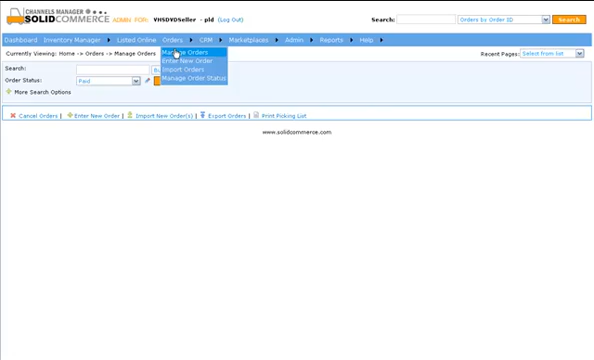 CHANNELS MANAGER
SOLIDCOMMERCE ADMIN FOR: VHSDVDSeller - pld (Log Out)
Search: Orders by Order ID Search
Dashboard Inventory Manager Listed Online Orders CRM Marketplaces Admin Reports Help
Currently Viewing: Home -> Orders -> Manage Orders
Manage Orders
Recent Pages: Select from list
Enter New Order
Search:
Import Orders
Order Status: Paid
Manage Order Status
More Search Options
Cancel Orders | Enter New Order | Import New Order(s) | Export Orders | Print Picking List
www.solidcommerce.com